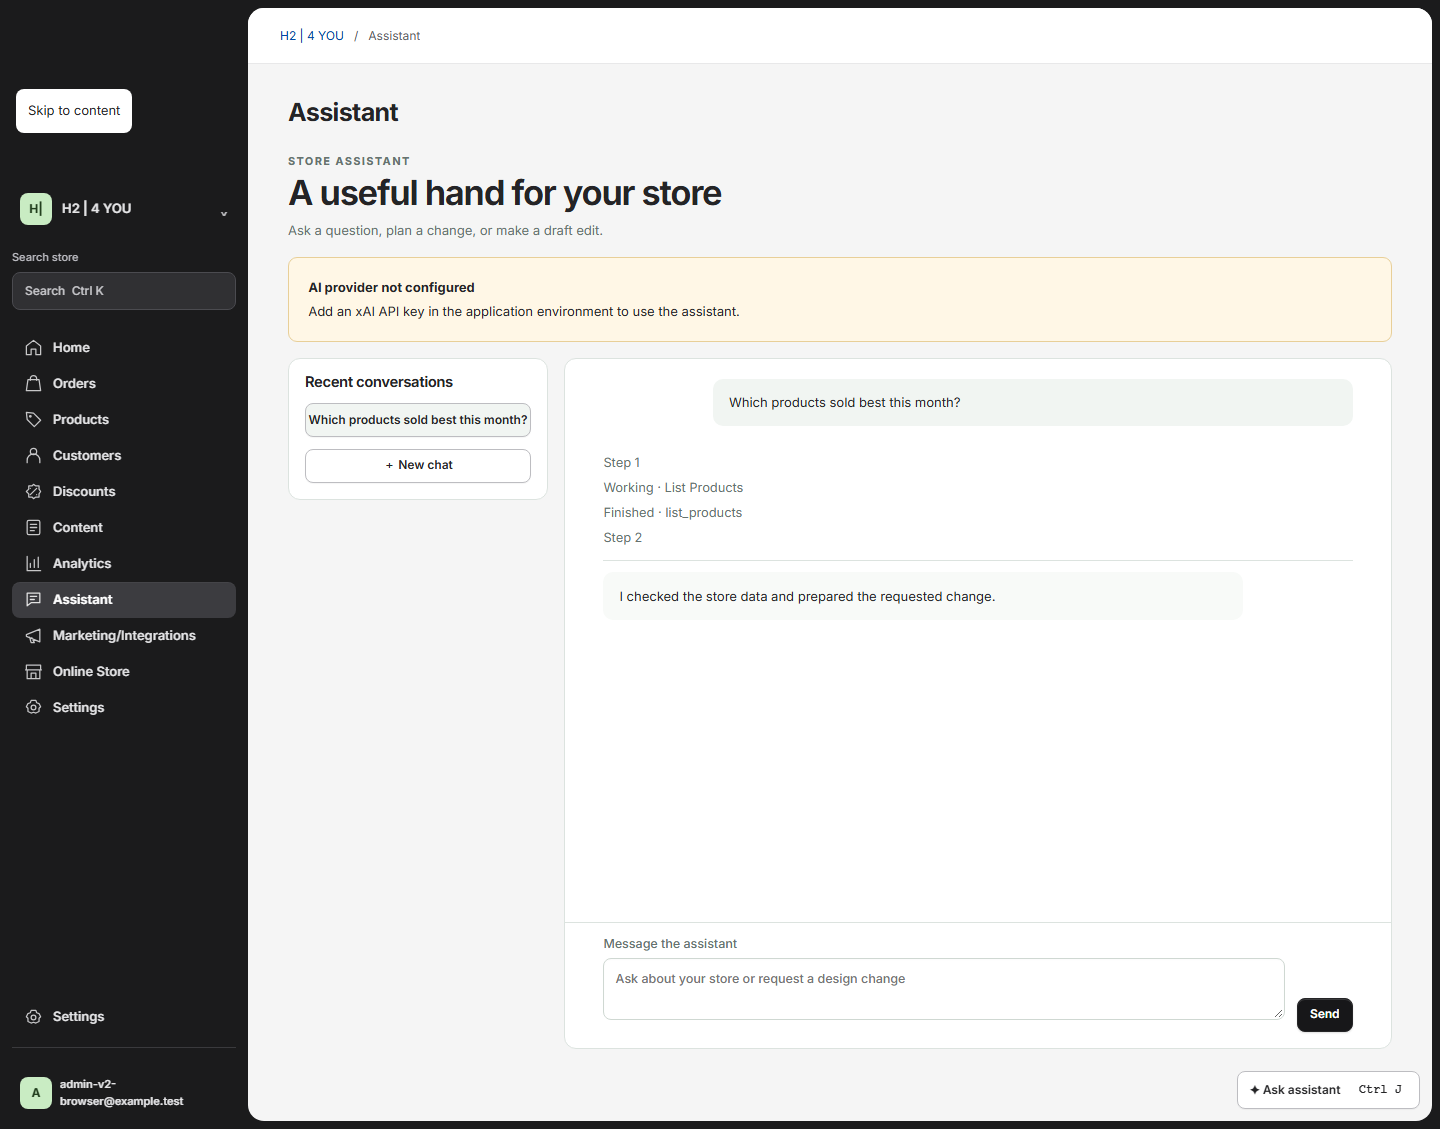 H2 | 4 YOU / Assistant
Skip to content
H|
H2 | 4 YOU
Search store
Search Ctrl K
Home
Orders
Products
Customers
Discounts
Content
Analytics
Assistant
Marketing/Integrations
Online Store
Settings
Settings
A
admin-v2-
browser@example.test
Assistant
STORE ASSISTANT
A useful hand for your store
Ask a question, plan a change, or make a draft edit.
AI provider not configured
Add an xAI API key in the application environment to use the assistant.
Recent conversations
Which products sold best this month?
+ New chat
Which products sold best this month?
Step 1
Working · List Products
Finished · list_products
Step 2
I checked the store data and prepared the requested change.
Message the assistant
Ask about your store or request a design change
Send
✦ Ask assistant Ctrl J